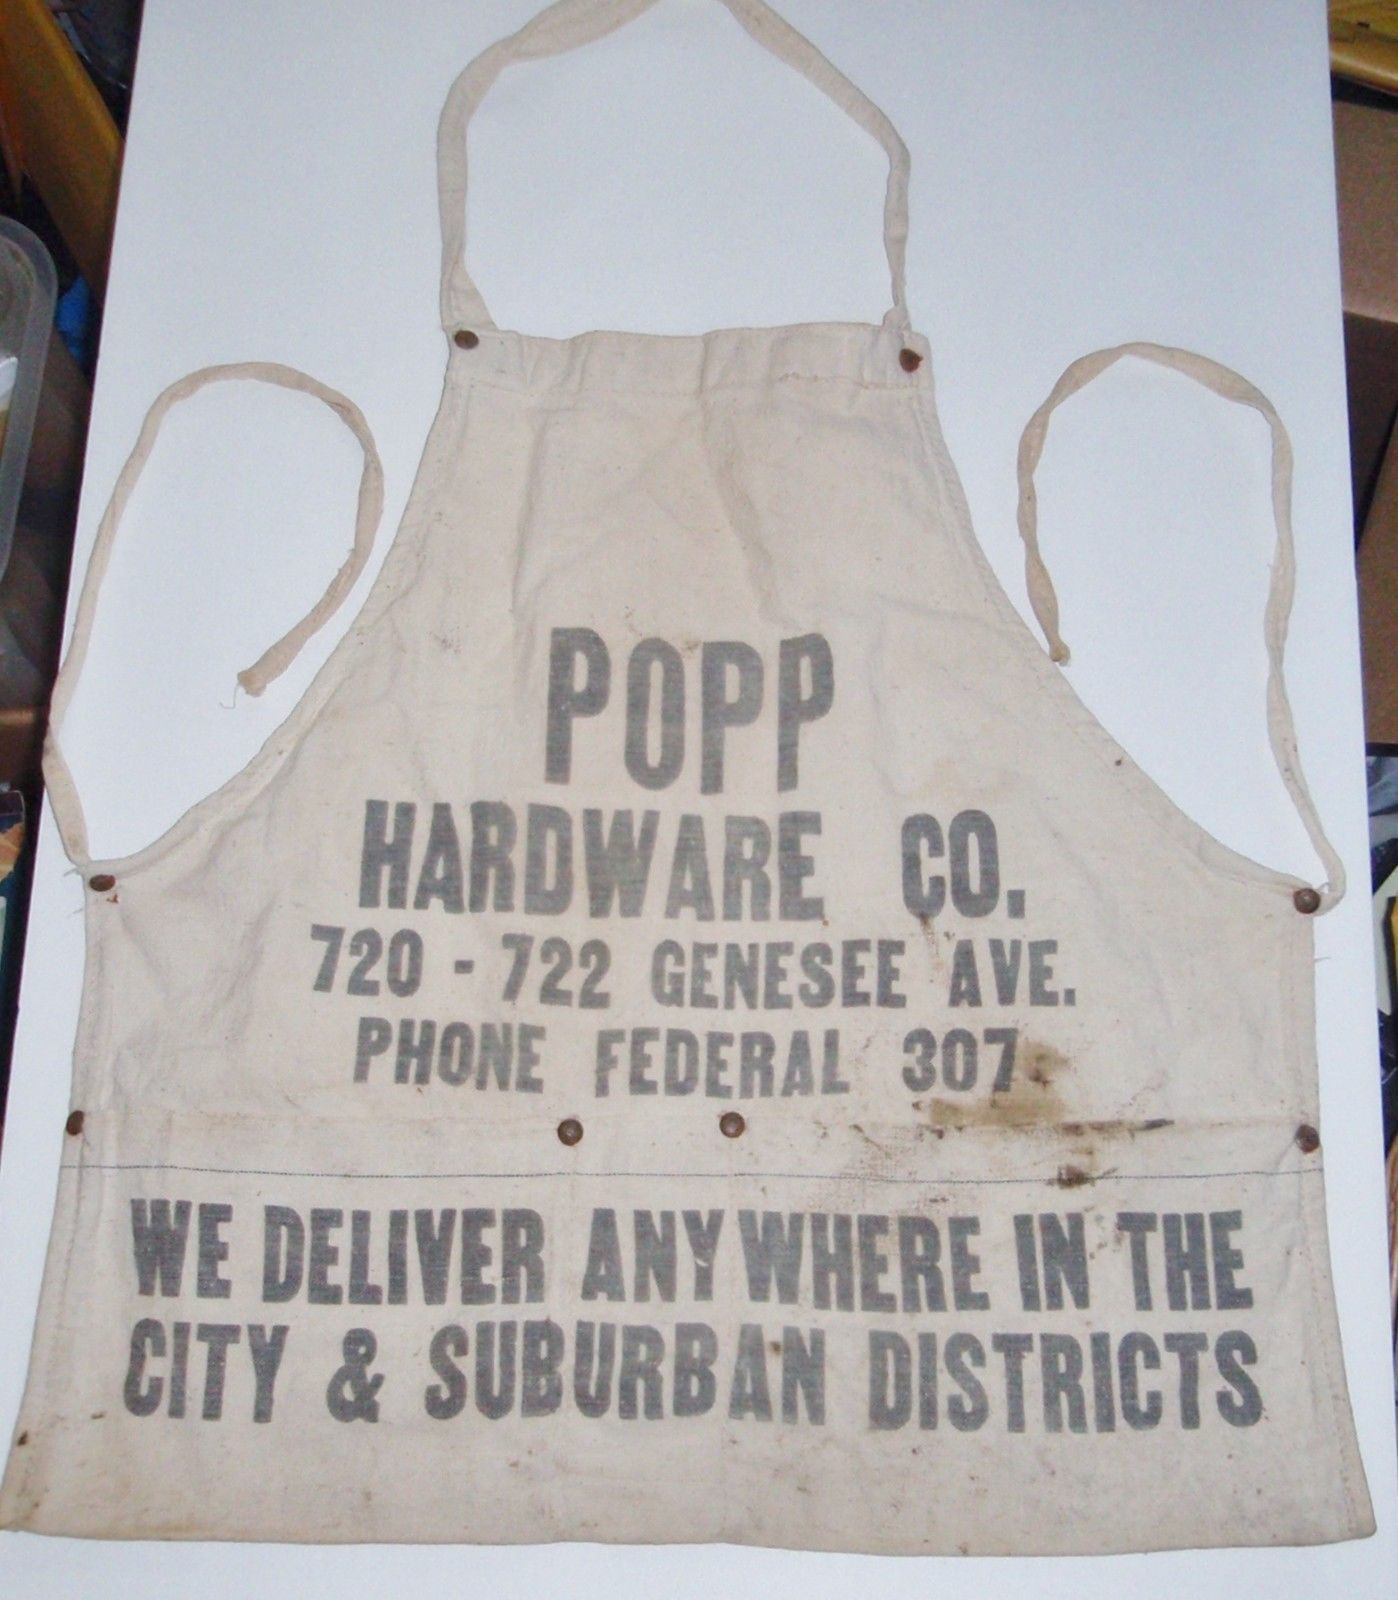 POPP
HARDWARE CO.
720 - 722 GENESEE AVE.
PHONE FEDERAL 307
WE DELIVER ANYWHERE IN THE
CITY & SUBURBAN DISTRICTS